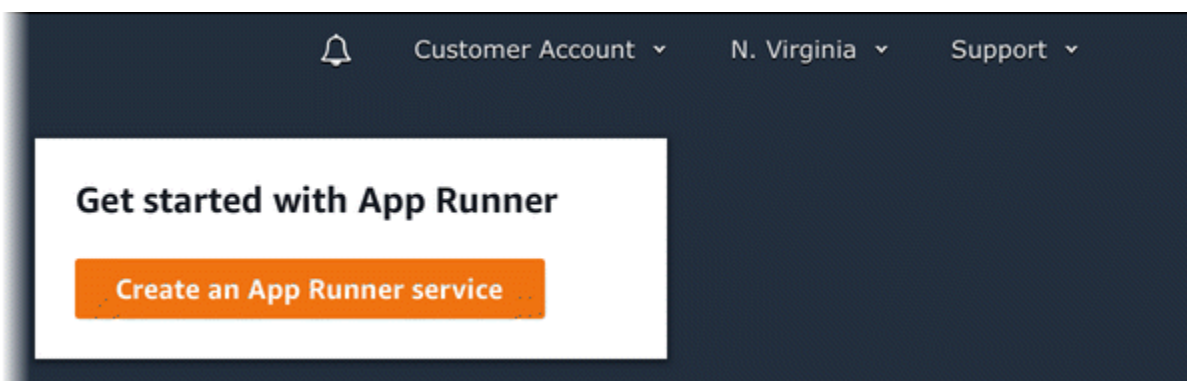 Customer Account N. Virginia Support
Get started with App Runner
Create an App Runner service